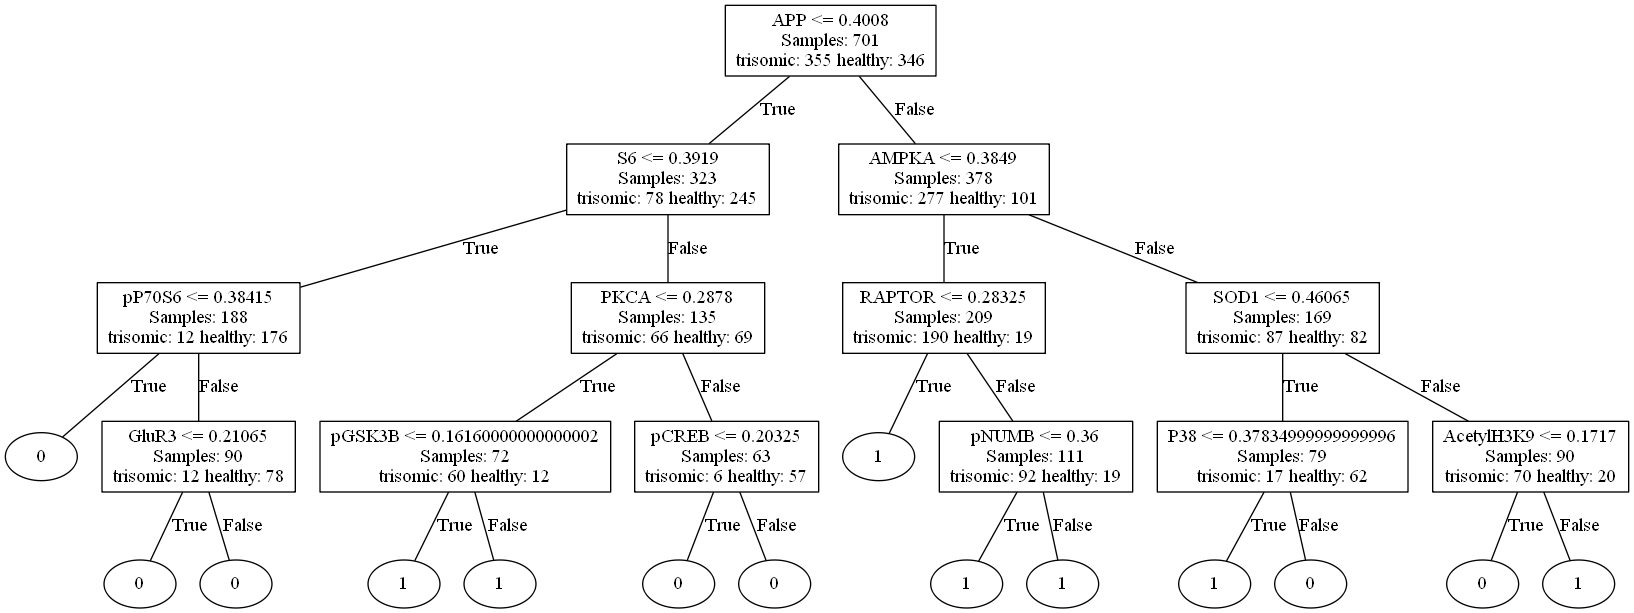 APP <= 0.4008
Samples: 701
trisomic: 355 healthy: 346
True
False
S6 <= 0.3919
Samples: 323
trisomic: 78 healthy: 245
AMPKA <= 0.3849
Samples: 378
trisomic: 277 healthy: 101
True
False
True
False
pP70S6 <= 0.38415
Samples: 188
trisomic: 12 healthy: 176
PKCA <= 0.2878
Samples: 135
trisomic: 66 healthy: 69
RAPTOR <= 0.28325
Samples: 209
trisomic: 190 healthy: 19
SOD1 <= 0.46065
Samples: 169
trisomic: 87 healthy: 82
True
False
True
False
True
False
True
False
0
GluR3 <= 0.21065
Samples: 90
trisomic: 12 healthy: 78
pGSK3B <= 0.16160000000000002
Samples: 72
trisomic: 60 healthy: 12
pCREB <= 0.20325
Samples: 63
trisomic: 6 healthy: 57
1
pNUMB <= 0.36
Samples: 111
trisomic: 92 healthy: 19
P38 <= 0.37834999999999996
Samples: 79
trisomic: 17 healthy: 62
AcetylH3K9 <= 0.1717
Samples: 90
trisomic: 70 healthy: 20
True
False
True
False
True
False
True
False
True
False
True
False
0
0
1
1
0
0
1
1
1
0
0
1